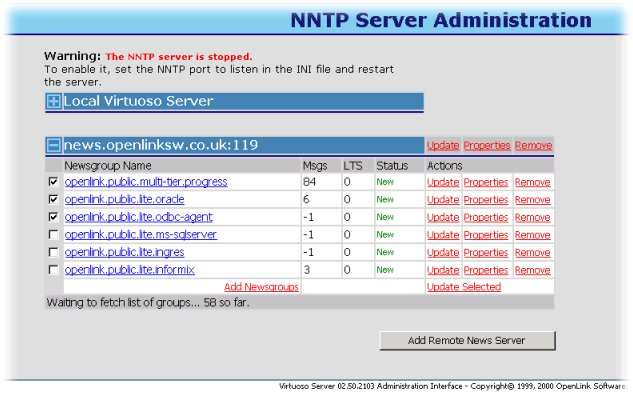 NNTP Server Administration
Warning: The NNTP server is stopped.
To enable it, set the NNTP port to listen in the INI file and restart
the server.
Local Virtuoso Server
news.openlinksw.co.uk:119 Update Properties Remove
Newsgroup Name Msgs LTS Status Actions
openlink.public.multi-tier.progress 84 0 New Update Properties Remove
openlink.public.lite.oracle 6 0 New Update Properties Remove
openlink.public.lite.odbc-agent -1 0 New Update Properties Remove
openlink.public.lite.ms-sqlserver -1 0 New Update Properties Remove
openlink.public.lite.ingres -1 0 New Update Properties Remove
openlink.public.lite.informix 3 0 New Update Properties Remove
Add Newsgroups Update Selected
Waiting to fetch list of groups... 58 so far.
Add Remote News Server
Virtuoso Server 02.50.2103 Administration Interface - Copyright© 1999, 2000 OpenLink Software